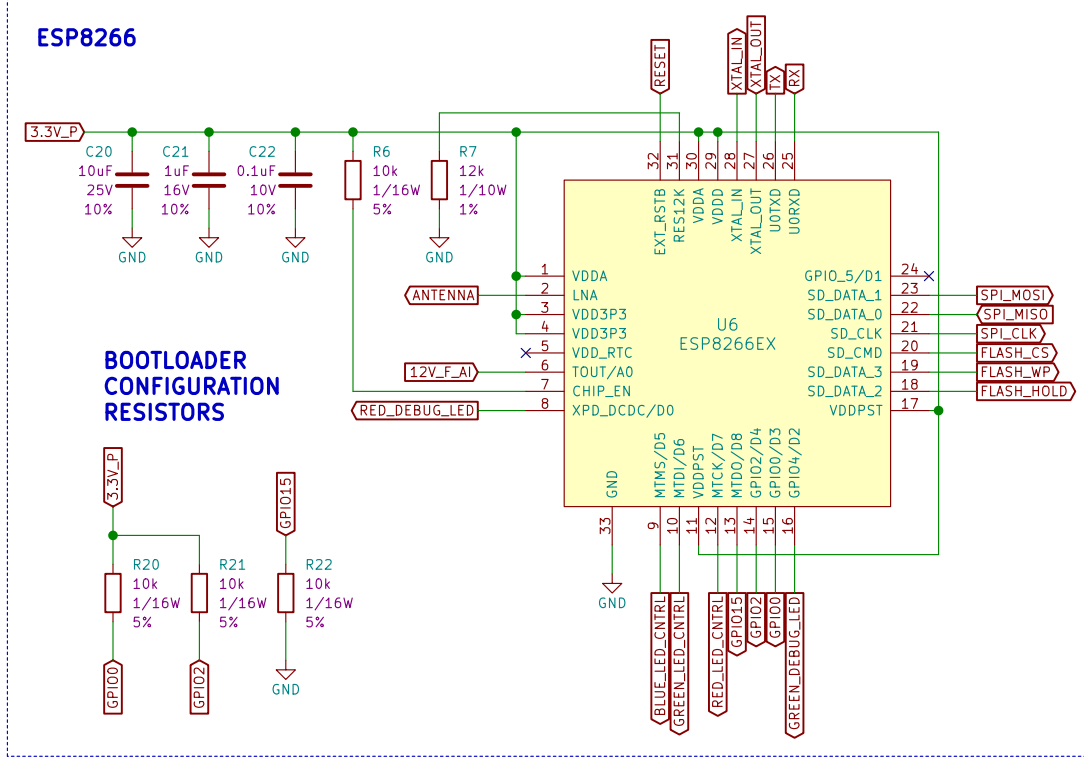 ESP8266
3.3V_P
C20
10uF
25V
10%
GND
C21
1uF
16V
10%
GND
C22
0.1uF
10V
10%
GND
R6
10k
1/16W
5%
R7
12k
1/10W
1%
GND
RESET
XTAL_IN
XTAL_OUT
TX
RX
32
31
30
29
28
27
26
25
EXT_RSTB
RES12K
VDDA
VDDD
XTAL_IN
XTAL_OUT
U0TXD
U0RXD
1 VDDA
ANTENNA 2 LNA
3 VDD3P3
4 VDD3P3
5 VDD_RTC
12V_F_AI 6 TOUT/A0
7 CHIP_EN
RED_DEBUG_LED 8 XPD_DCDC/D0
U6
ESP8266EX
GPIO_5/D1 24
SD_DATA_1 23 SPI_MOSI
SD_DATA_0 22 SPI_MISO
SD_CLK 21 SPI_CLK
SD_CMD 20 FLASH_CS
SD_DATA_3 19 FLASH_WP
SD_DATA_2 18 FLASH_HOLD
VDDPST 17
GND
MTMS/D5
MTDI/D6
VDDPST
MTCK/D7
MTDO/D8
GPIO2/D4
GPIO0/D3
GPIO4/D2
33
9
10
11
12
13
14
15
16
GND
BLUE_LED_CNTRL
GREEN_LED_CNTRL
RED_LED_CNTRL
GPIO15
GPIO2
GPIO0
GREEN_DEBUG_LED
BOOTLOADER
CONFIGURATION
RESISTORS
3.3V_P
R20
10k
1/16W
5%
GPIO0
R21
10k
1/16W
5%
GPIO2
GPIO15
R22
10k
1/16W
5%
GND